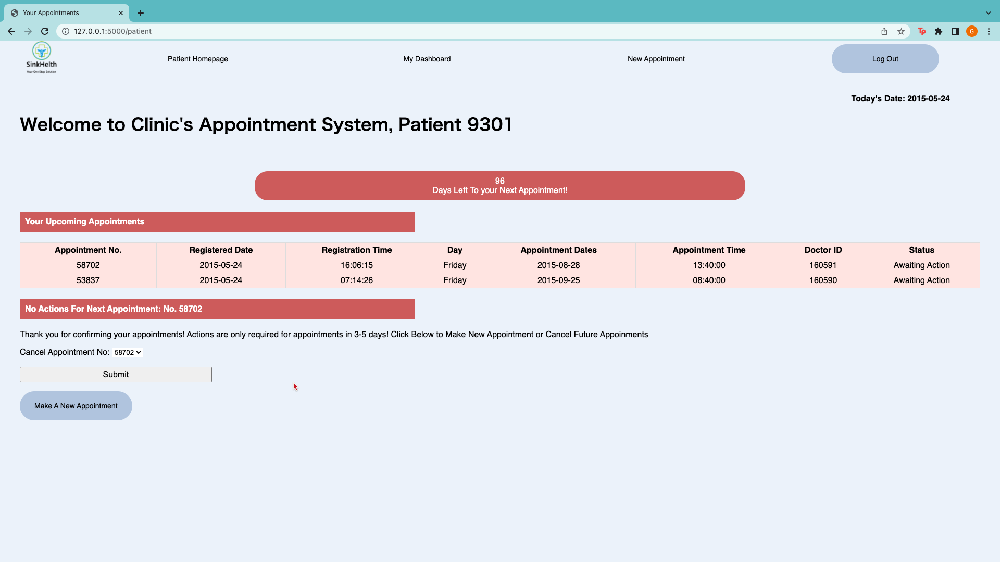 Your Appointments
127.0.0.1:5000/patient
Tp
G
SinkHelth
Your One Stop Solution
Patient Homepage
My Dashboard
New Appointment
Log Out
Today's Date: 2015-05-24
Welcome to Clinic's Appointment System, Patient 9301
96
Days Left To your Next Appointment!
Your Upcoming Appointments
Appointment No. Registered Date Registration Time Day Appointment Dates Appointment Time Doctor ID Status
58702 2015-05-24 16:06:15 Friday 2015-08-28 13:40:00 160591 Awaiting Action
53837 2015-05-24 07:14:26 Friday 2015-09-25 08:40:00 160590 Awaiting Action
No Actions For Next Appointment: No. 58702
Thank you for confirming your appointments! Actions are only required for appointments in 3-5 days! Click Below to Make New Appointment or Cancel Future Appoinments
Cancel Appointment No: 58702
Submit
Make A New Appointment